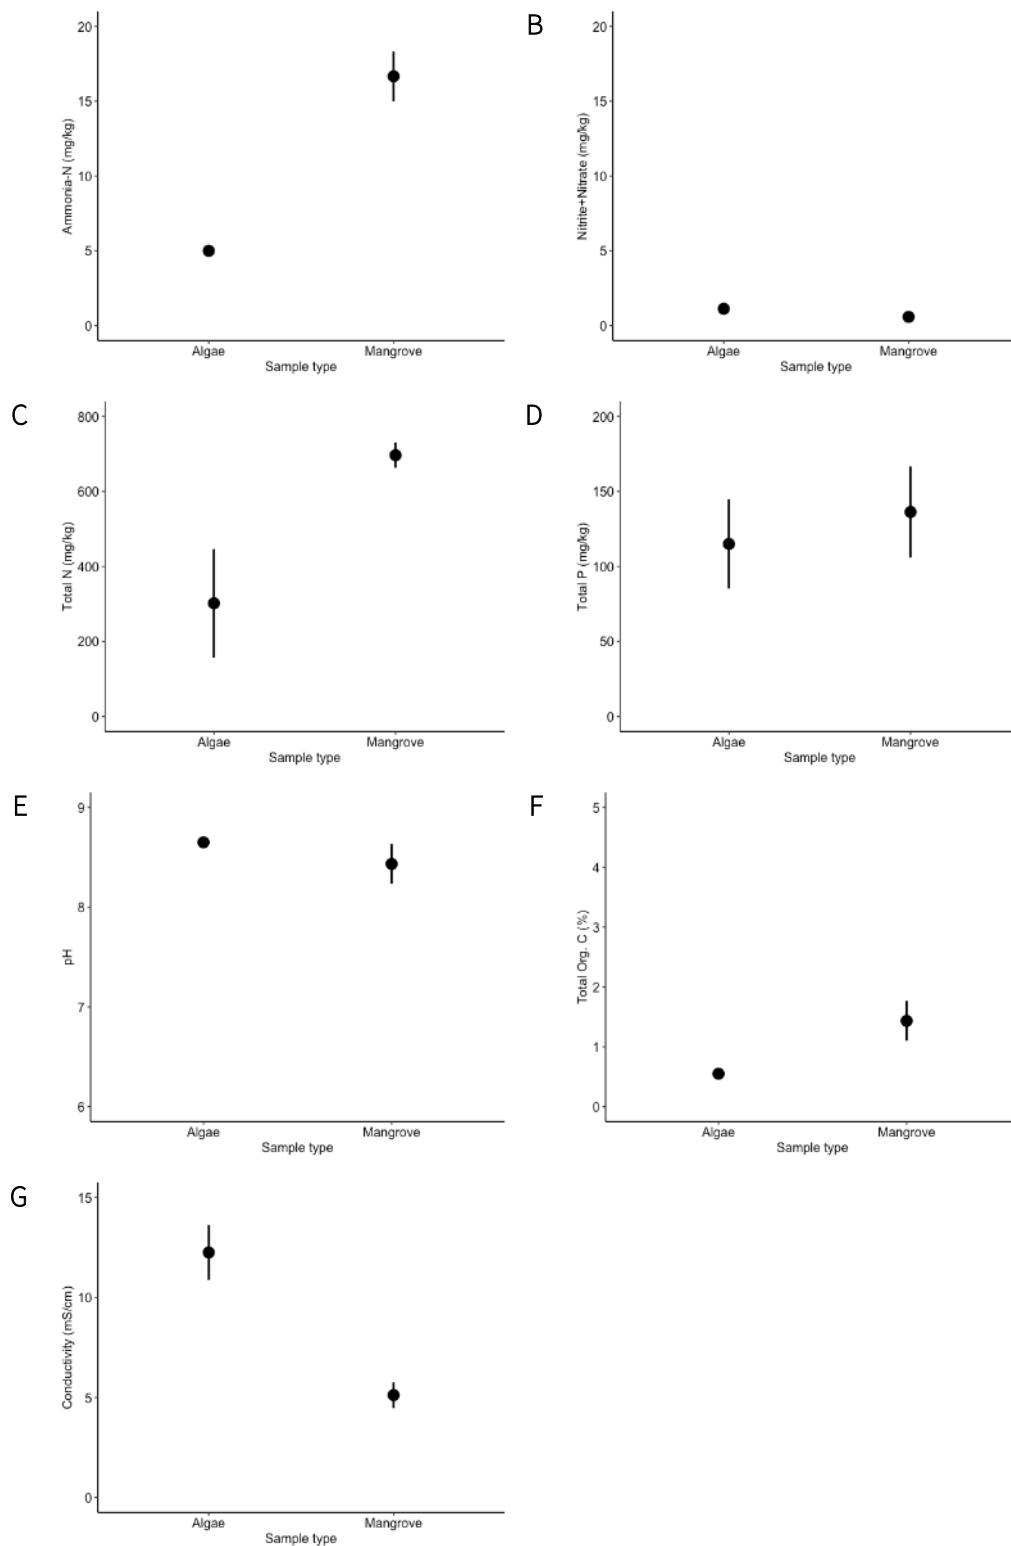 20
15
10
5
0
Ammonia-N (mg/kg)
Algae Mangrove
Sample type
B
20
15
10
5
0
Nitrite+Nitrate (mg/kg)
Algae Mangrove
Sample type
C
800
600
400
200
0
Total N (mg/kg)
Algae Mangrove
Sample type
D
200
150
100
50
0
Total P (mg/kg)
Algae Mangrove
Sample type
E
9
8
7
6
pH
Algae Mangrove
Sample type
F
5
4
3
2
1
0
Total Org. C (%)
Algae Mangrove
Sample type
G
15
10
5
0
Conductivity (mS/cm)
Algae Mangrove
Sample type